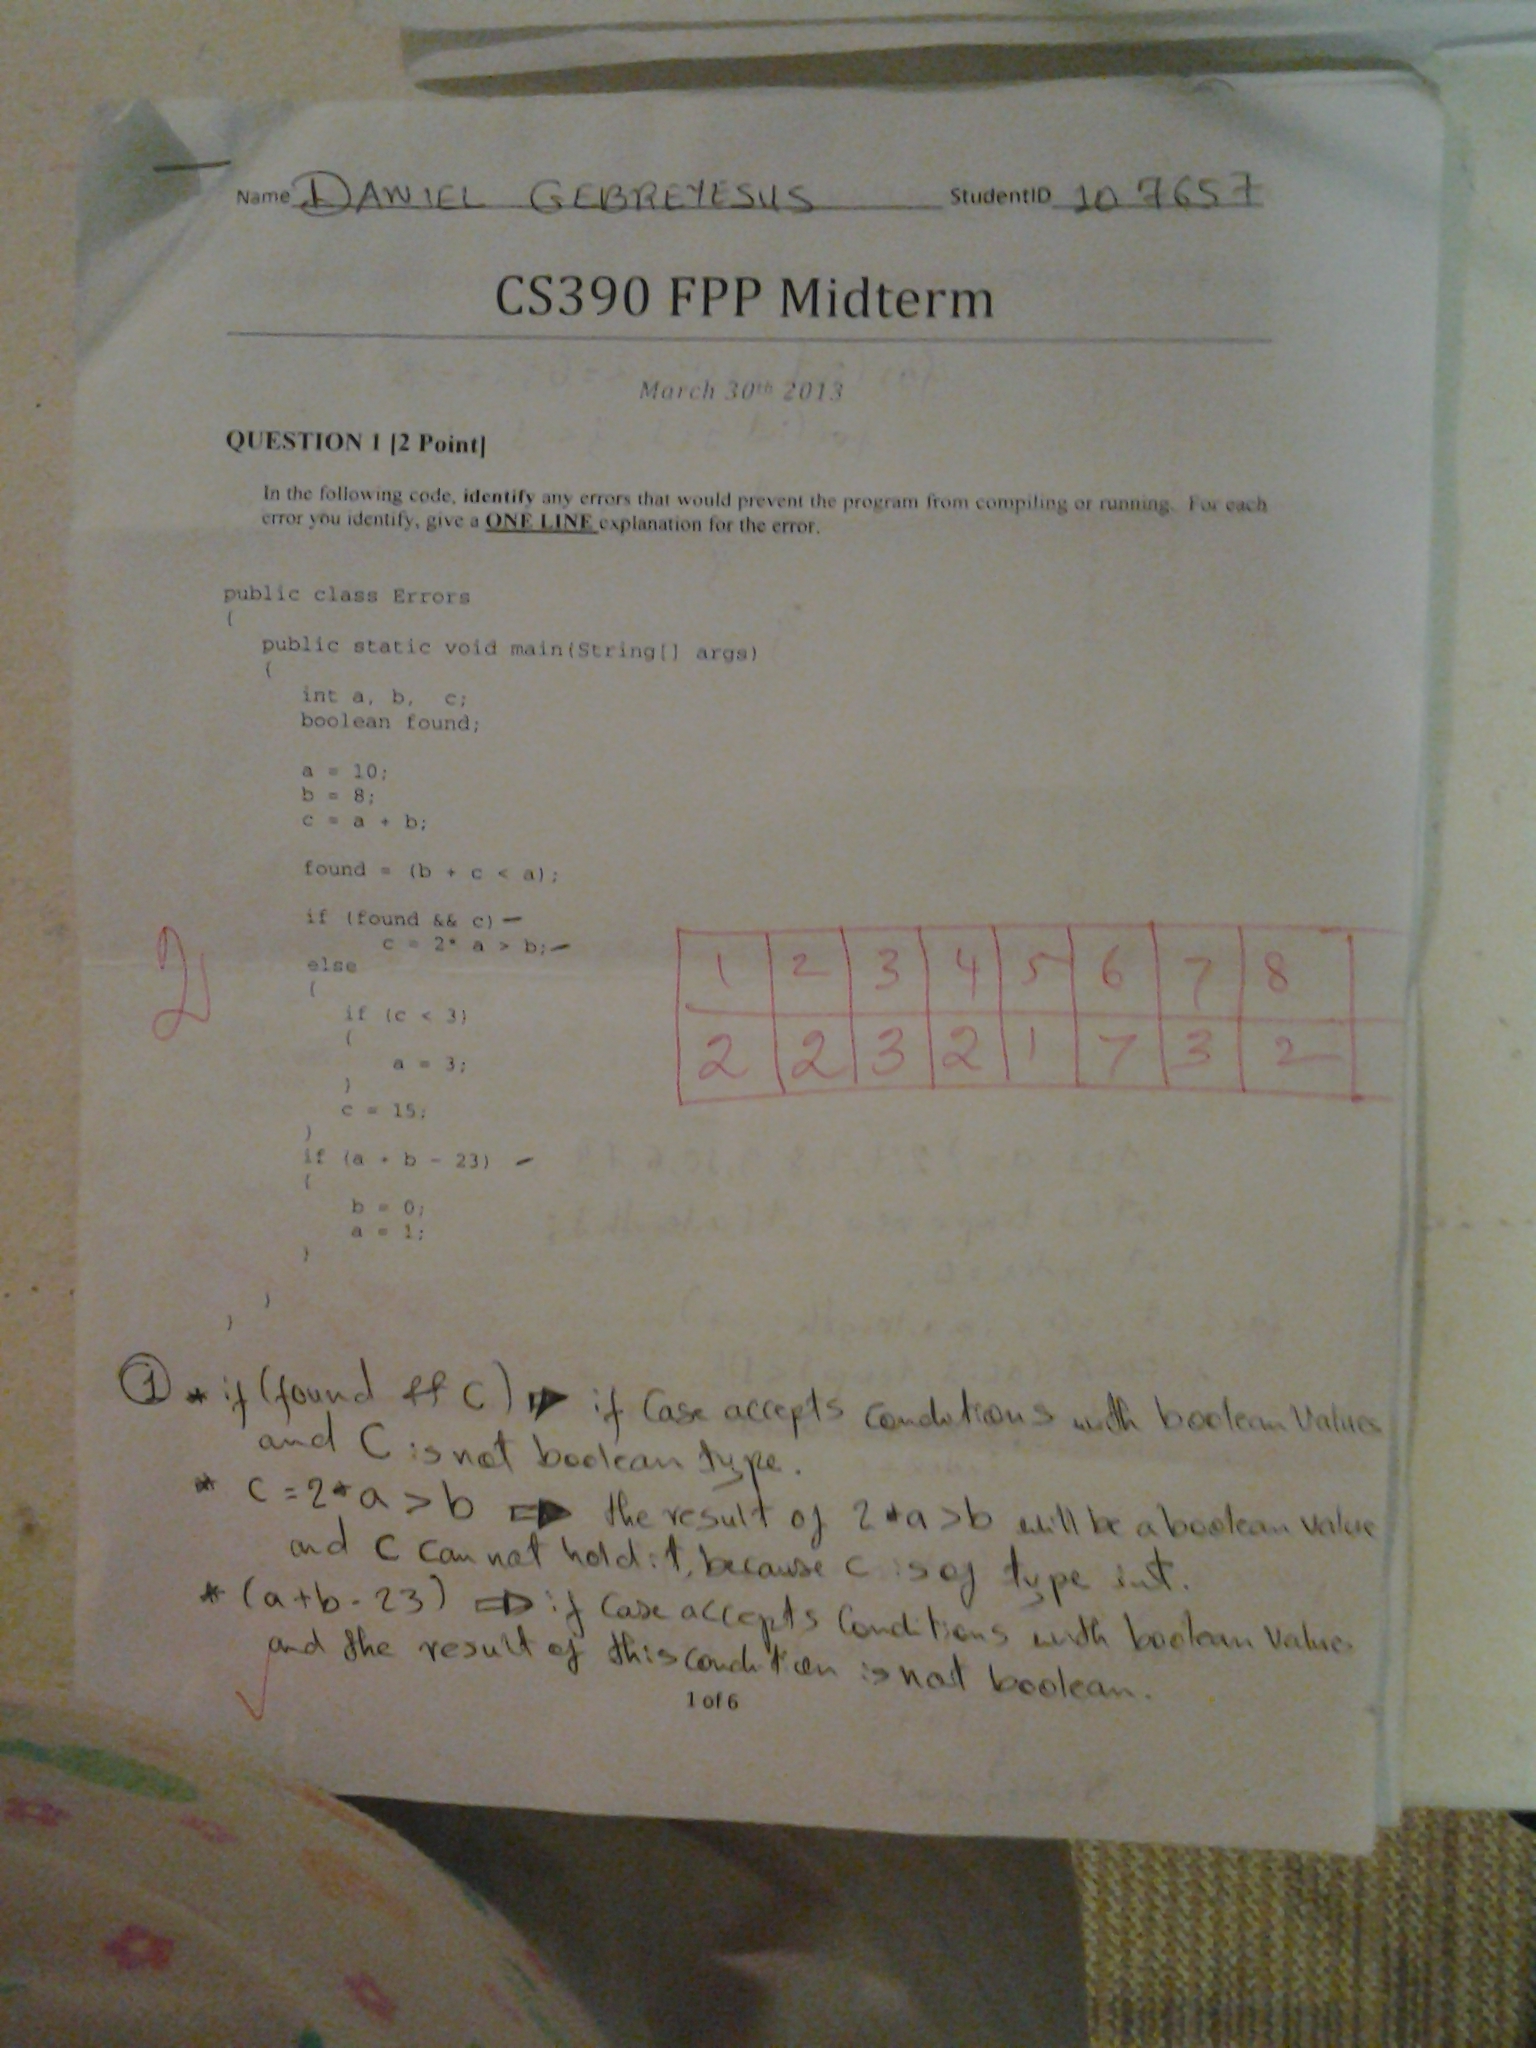 Name DANIEL GEBREYESUS StudentID 107657
CS390 FPP Midterm
March 30th 2013
QUESTION 1 [2 Point]
In the following code, identify any errors that would prevent the program from compiling or running. For each
error you identify, give a ONE LINE explanation for the error.
public class Errors
{
public static void main(String[] args)
{
int a, b, c;
boolean found;
a = 10;
b = 8;
c = a + b;
found = (b + c < a);
if (found && c)
c = 2* a > b;
else
{
if (c < 3)
{
a = 3;
}
c = 15;
}
if (a + b - 23)
{
b = 0;
a = 1;
}
}
}
2
1 2 3 4 5 6 7 8
2 2 3 2 1 7 3 2
① * if (found && c) ⇒ if case accepts conditions with boolean values
and C is not boolean type.
* c = 2*a > b ⇒ the result of 2*a>b will be a boolean value
and c can not hold it, because c is of type int.
* (a+b-23) ⇒ if case accepts conditions with boolean values
and the result of this condition is not boolean.
1 of 6